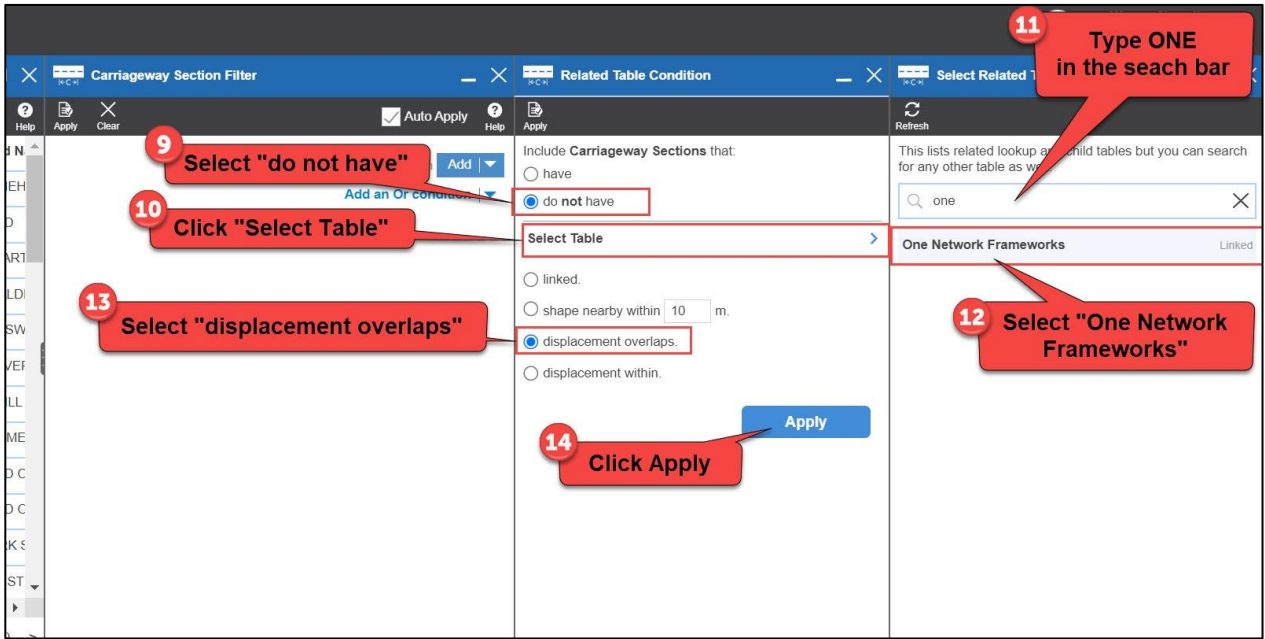 11
Type ONE
in the seach bar
Carriageway Section Filter
Related Table Condition
Select Related
Help
Apply
Clear
Auto Apply
Help
Apply
Refresh
9
Select "do not have"
Add
Add an Or condition
10
Click "Select Table"
13
Select "displacement overlaps"
Include Carriageway Sections that:
have
do not have
Select Table
linked.
shape nearby within 10 m.
displacement overlaps.
displacement within.
Apply
14
Click Apply
This lists related lookup and child tables but you can search
for any other table as
one
One Network Frameworks Linked
12
Select "One Network
Frameworks"